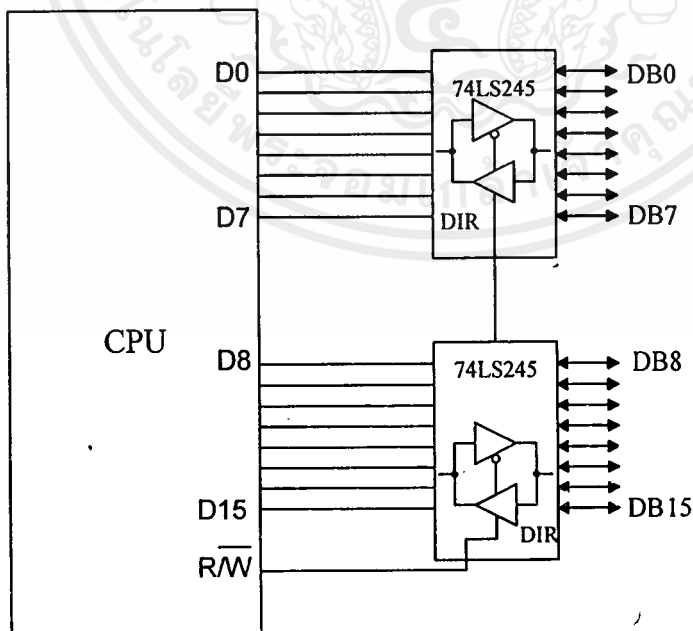 D0
74LS245
DB0
D7
DIR
DB7
CPU
D8
74LS245
DB8
D15
DIR
DB15
R/W̅